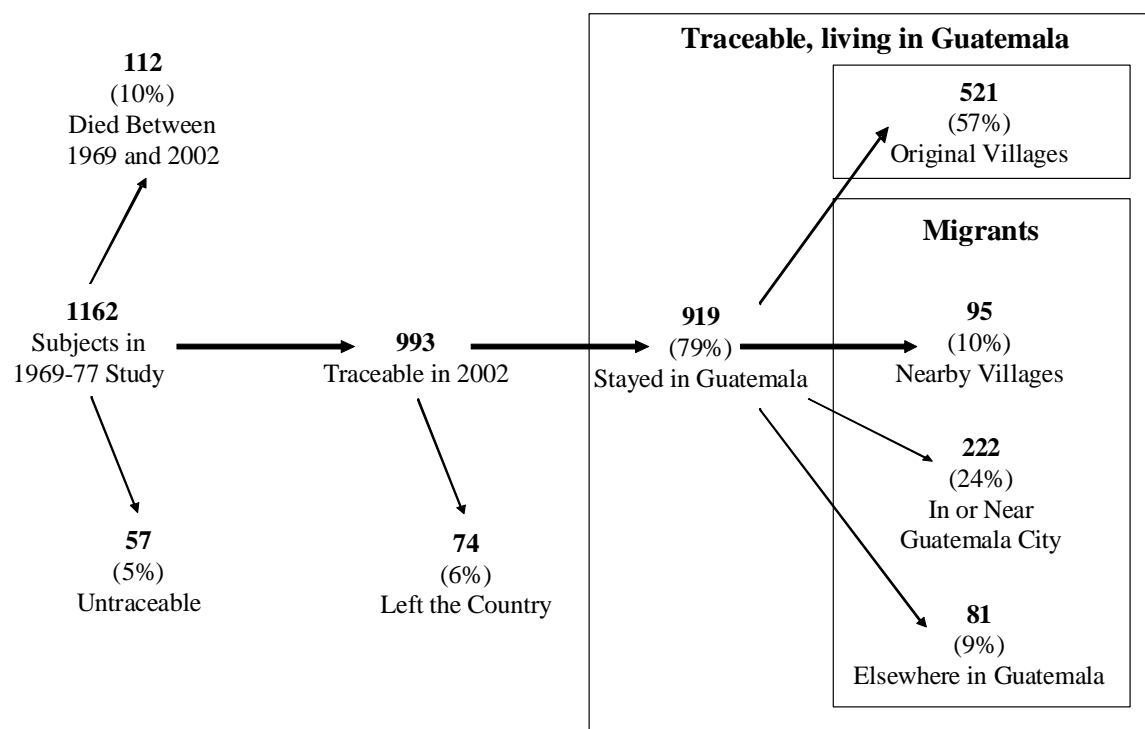 Traceable, living in Guatemala
112
(10%)
Died Between
1969 and 2002
521
(57%)
Original Villages
Migrants
1162
Subjects in
1969-77 Study
993
Traceable in 2002
919
(79%)
Stayed in Guatemala
95
(10%)
Nearby Villages
222
(24%)
In or Near
Guatemala City
57
(5%)
Untraceable
74
(6%)
Left the Country
81
(9%)
Elsewhere in Guatemala